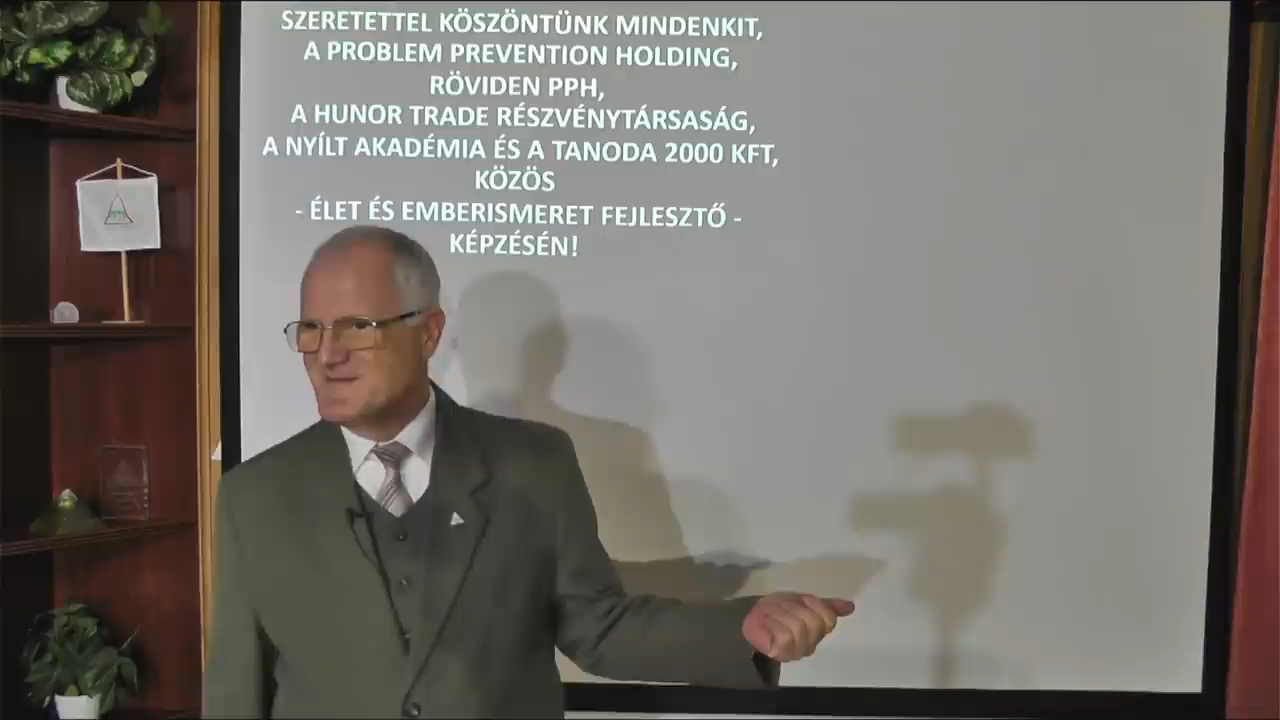 SZERETETTEL KÖSZÖNTÜNK MINDENKIT,
A PROBLEM PREVENTION HOLDING,
RÖVIDEN PPH,
A HUNOR TRADE RÉSZVÉNYTÁRSASÁG,
A NYÍLT AKADÉMIA ÉS A TANODA 2000 KFT,
KÖZÖS
- ÉLET ÉS EMBERISMERET FEJLESZTŐ -
KÉPZÉSÉN!